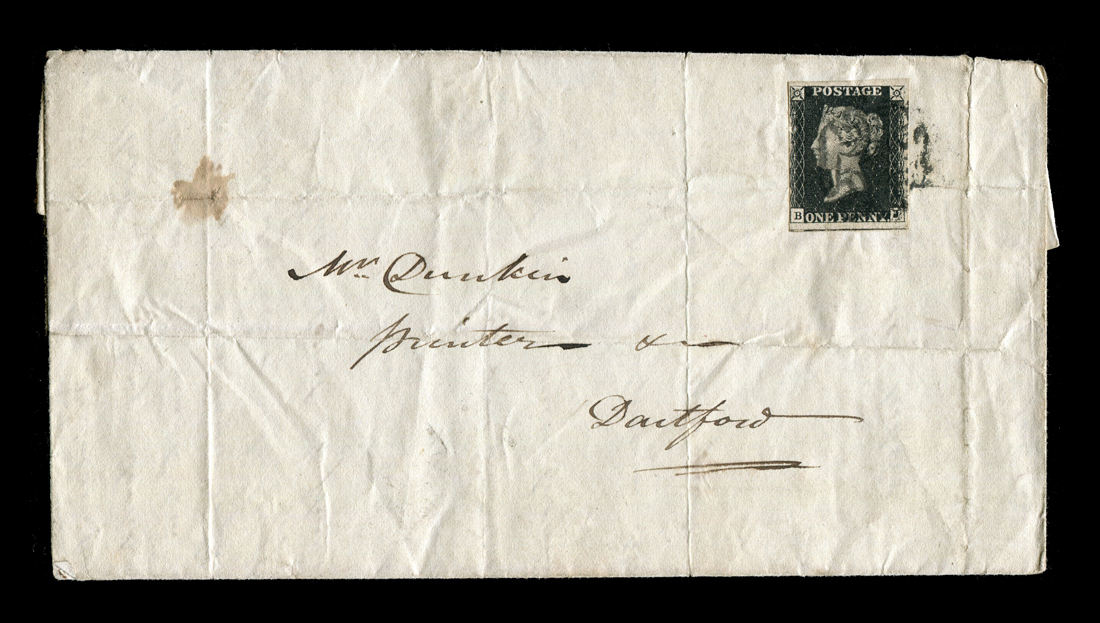 POSTAGE
B ONE PENNY
Mr. Dunkin
printer &c
Dartford